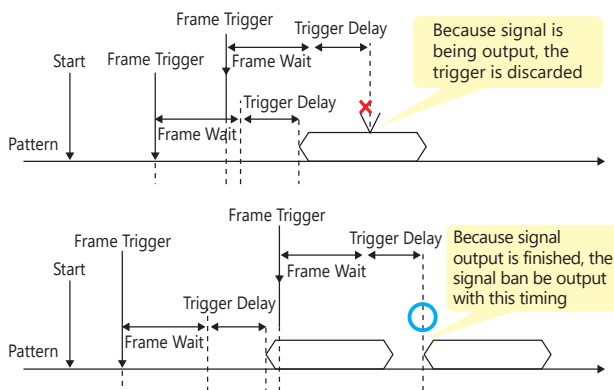 Frame Trigger
Trigger Delay
Because signal is
being output, the
trigger is discarded
Start
Frame Trigger
Frame Wait
Trigger Delay
Frame Wait
Pattern
Frame Trigger
Because signal
output is finished, the
signal ban be output
with this timing
Frame Trigger
Trigger Delay
Start
Frame Wait
Trigger Delay
Frame Wait
Pattern